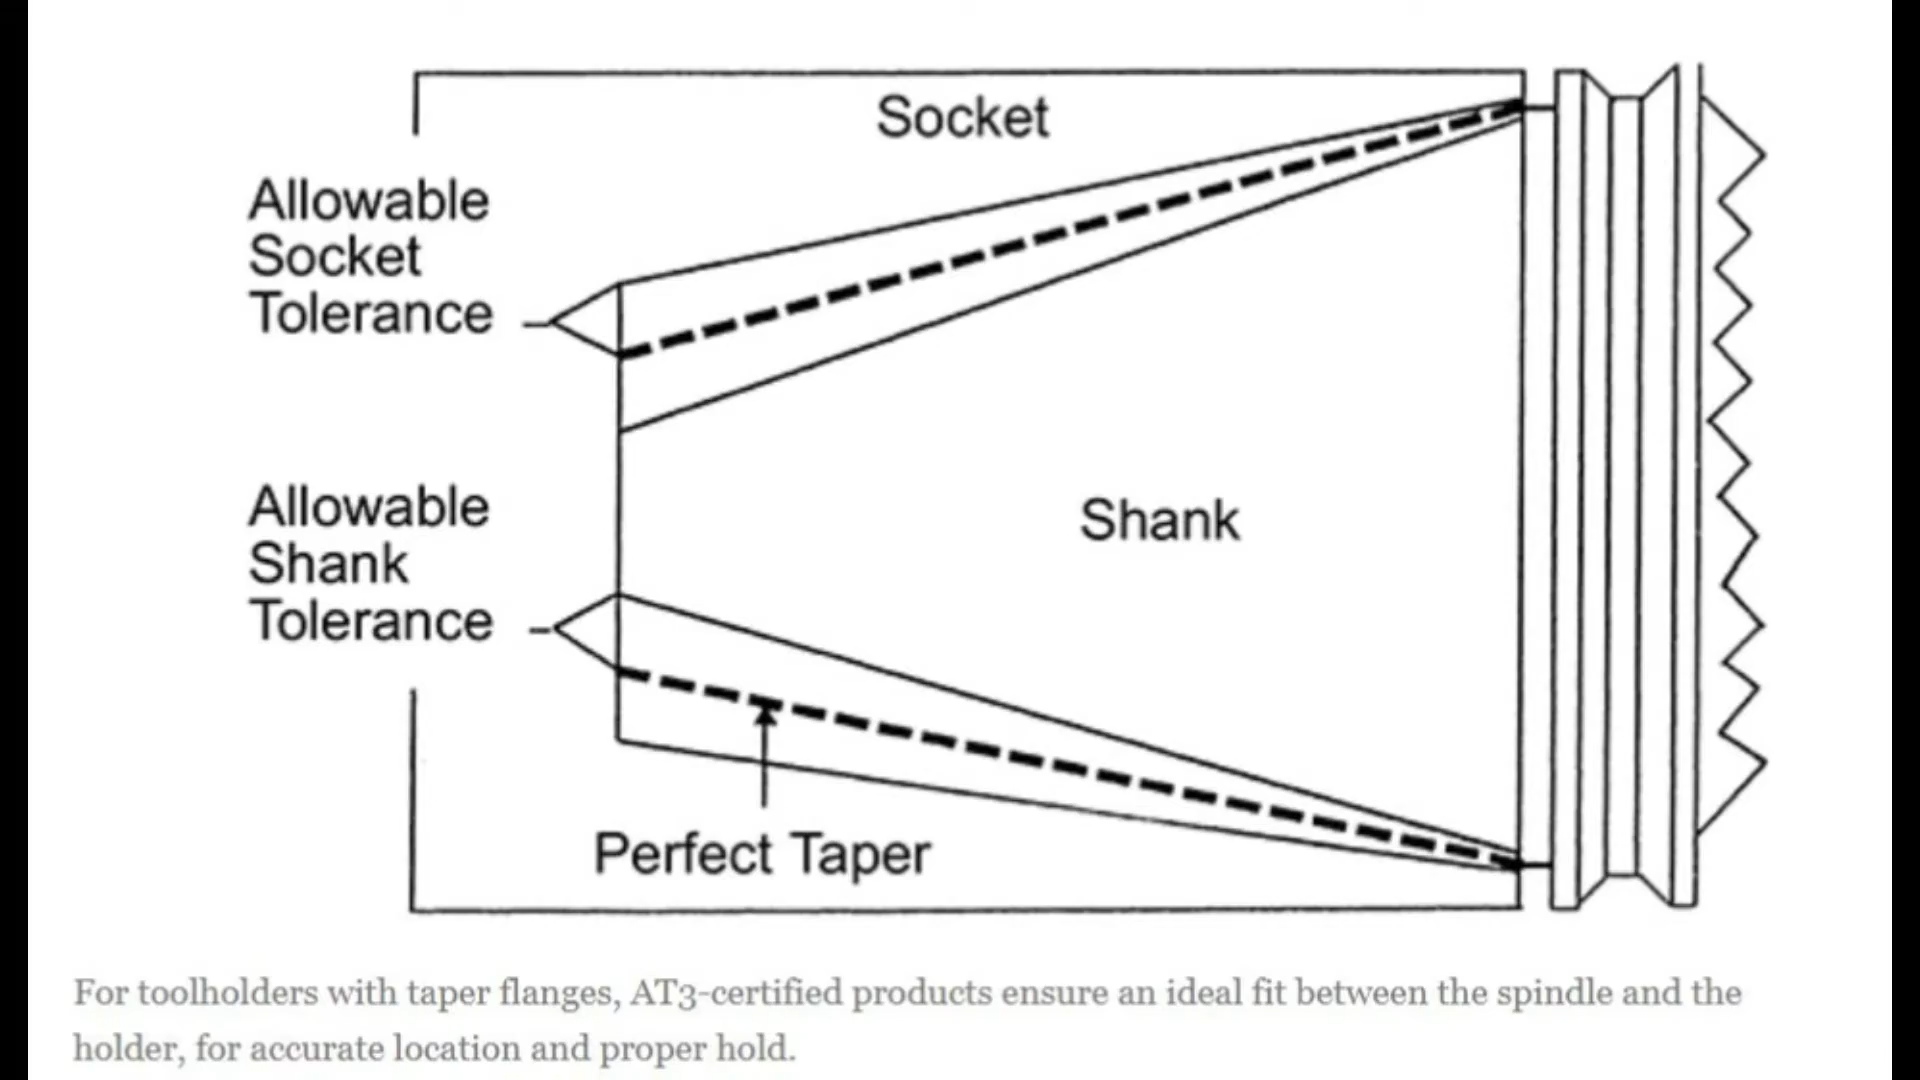 Socket
Allowable
Socket
Tolerance
Shank
Allowable
Shank
Tolerance
Perfect Taper
For toolholders with taper flanges, AT3-certified products ensure an ideal fit between the spindle and the
holder, for accurate location and proper hold.